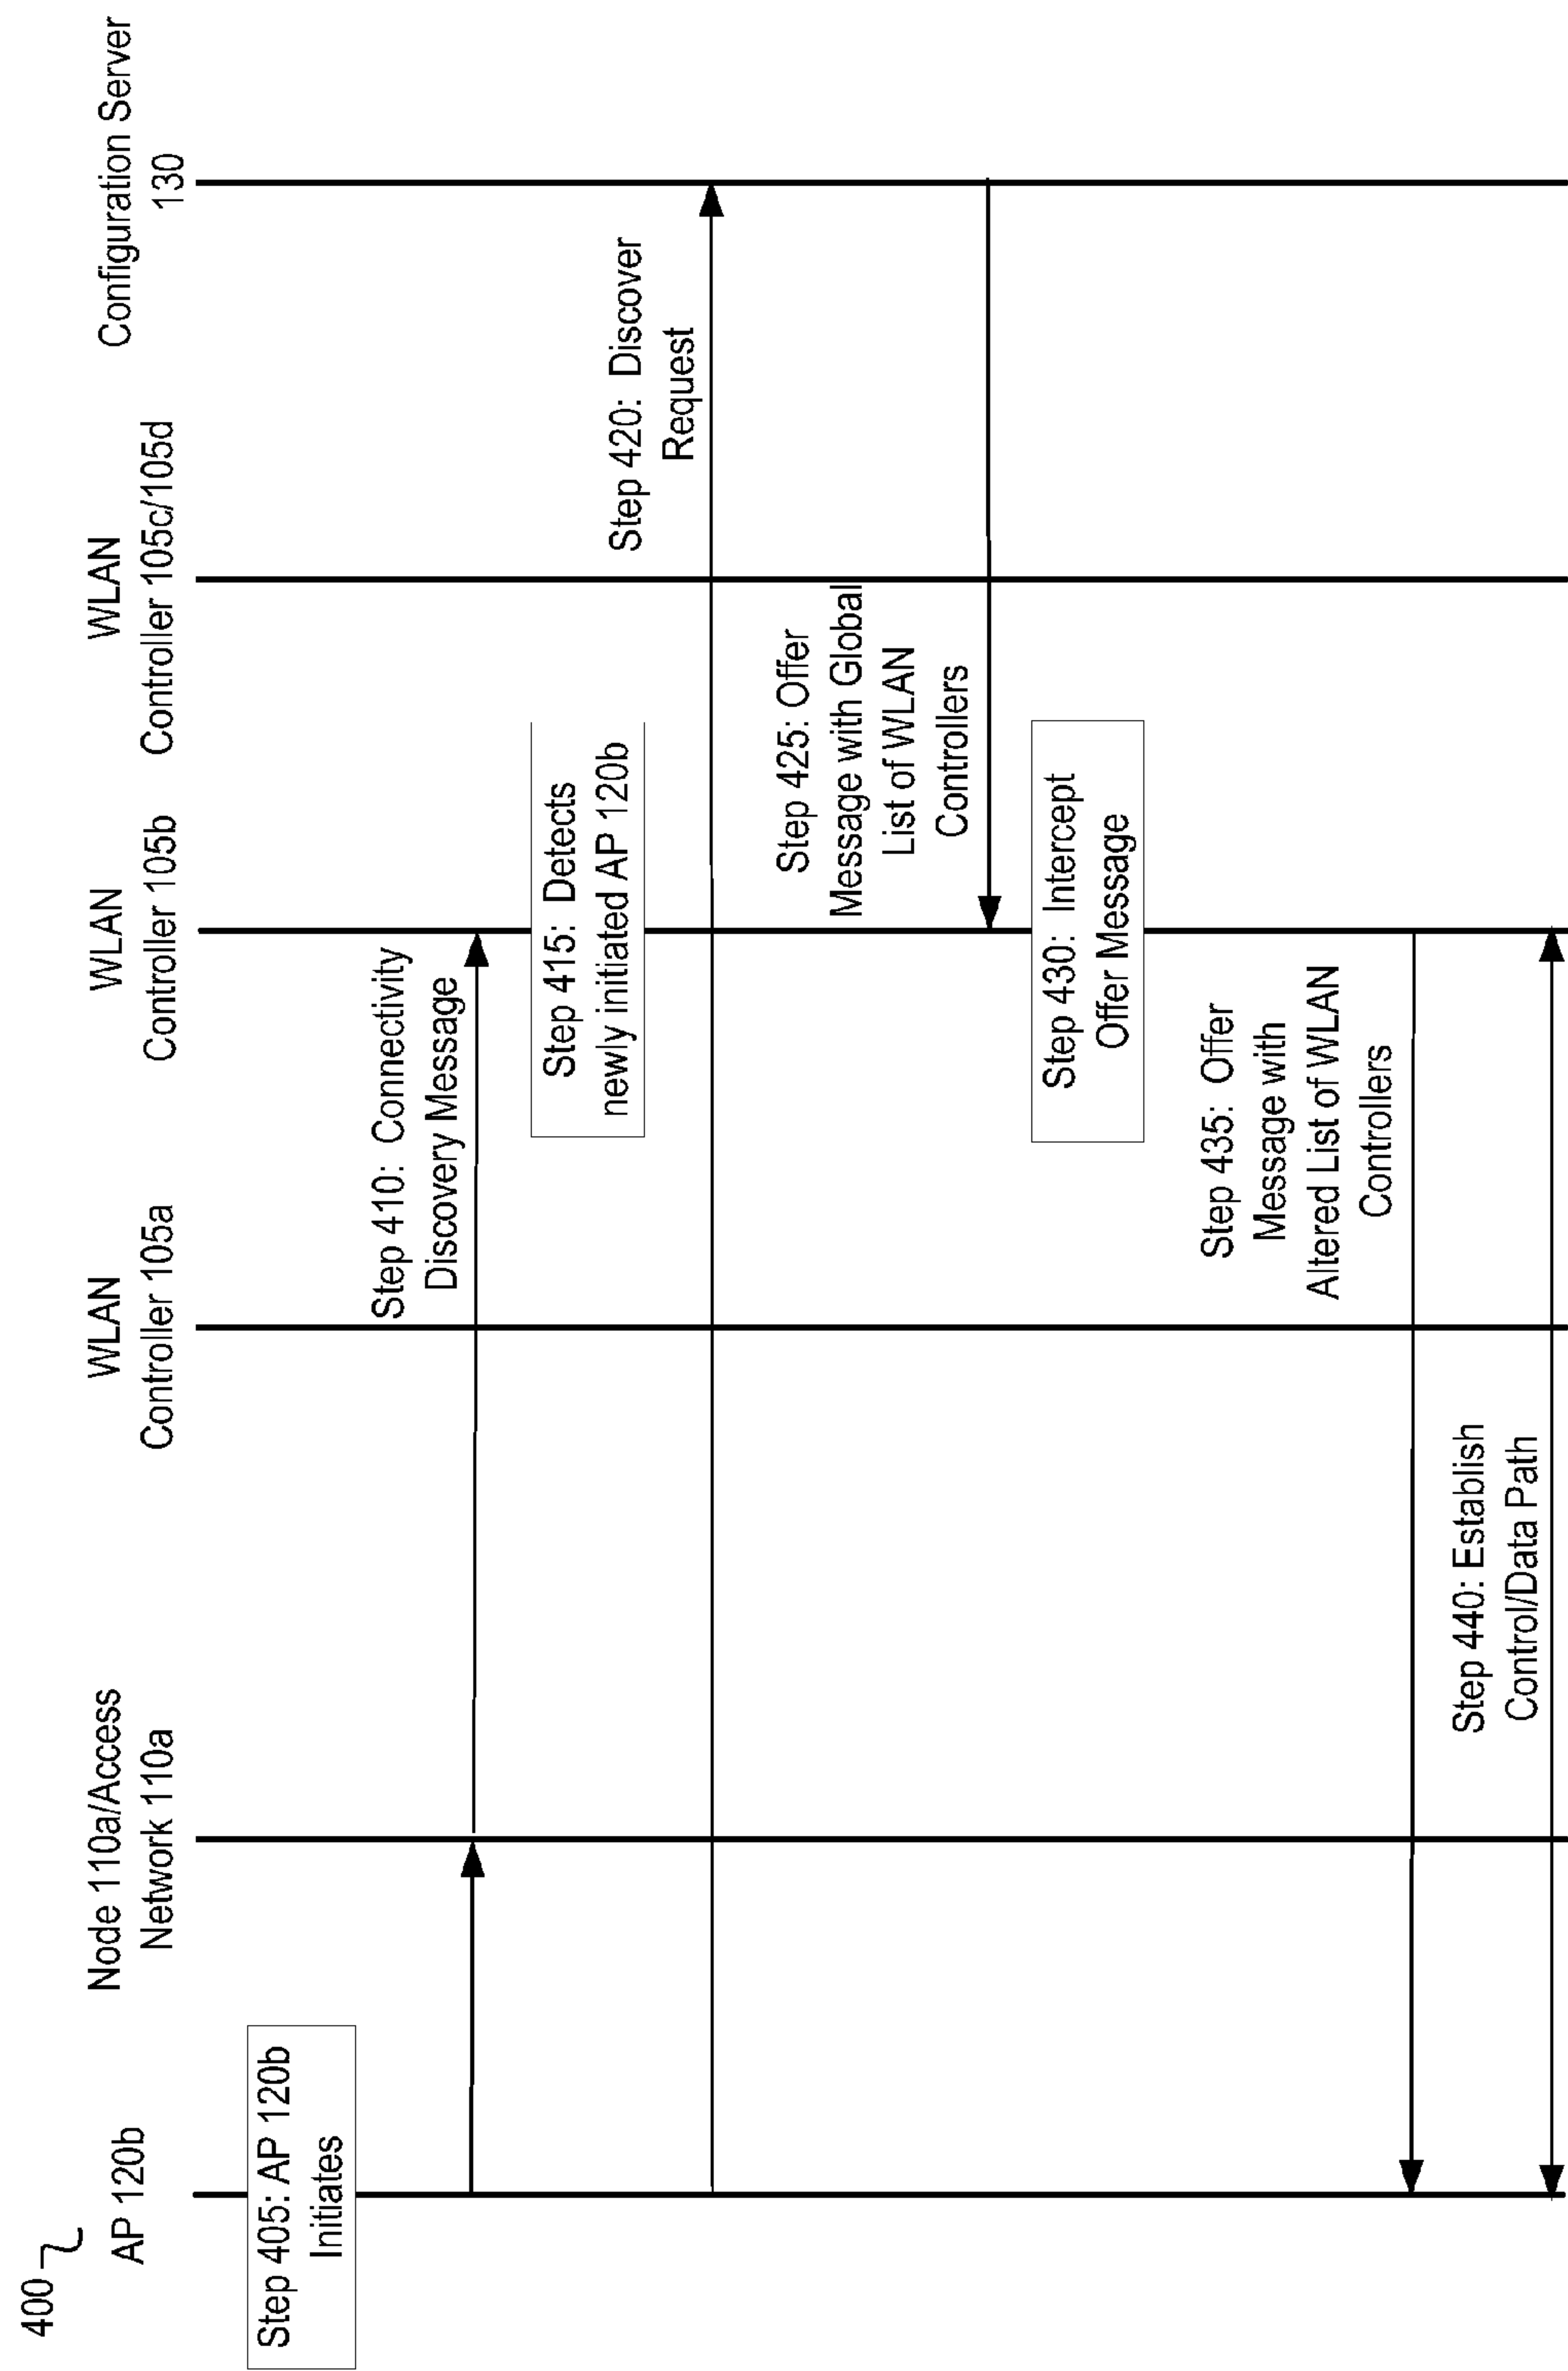 400
AP 120b
Node 110a/Access
Network 110a
WLAN
Controller 105a
WLAN
Controller 105b
WLAN
Controller 105c/105d
Configuration Server
130
Step 405: AP 120b
Initiates
Step 410: Connectivity
Discovery Message
Step 415: Detects
newly initiated AP 120b
Step 420: Discover
Request
Step 425: Offer
Message with Global
List of WLAN
Controllers
Step 430: Intercept
Offer Message
Step 435: Offer
Message with
Altered List of WLAN
Controllers
Step 440: Establish
Control/Data Path